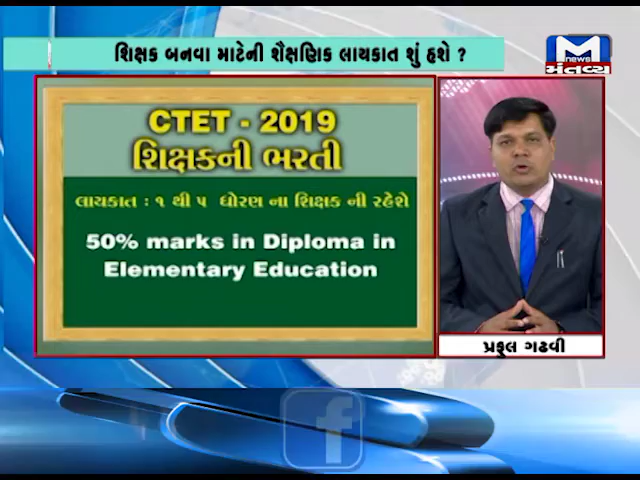 શિક્ષક બનવા માટેની શૈક્ષણિક લાયકાત શું હશે ?
M
news
મંતવ્ય
CTET - 2019
શિક્ષકની ભરતી
લાયકાત : ૧ થી ૫ ધોરણ ના શિક્ષક ની રહેશે
50% marks in Diploma in
Elementary Education
પ્રફુલ ગઢવી
f